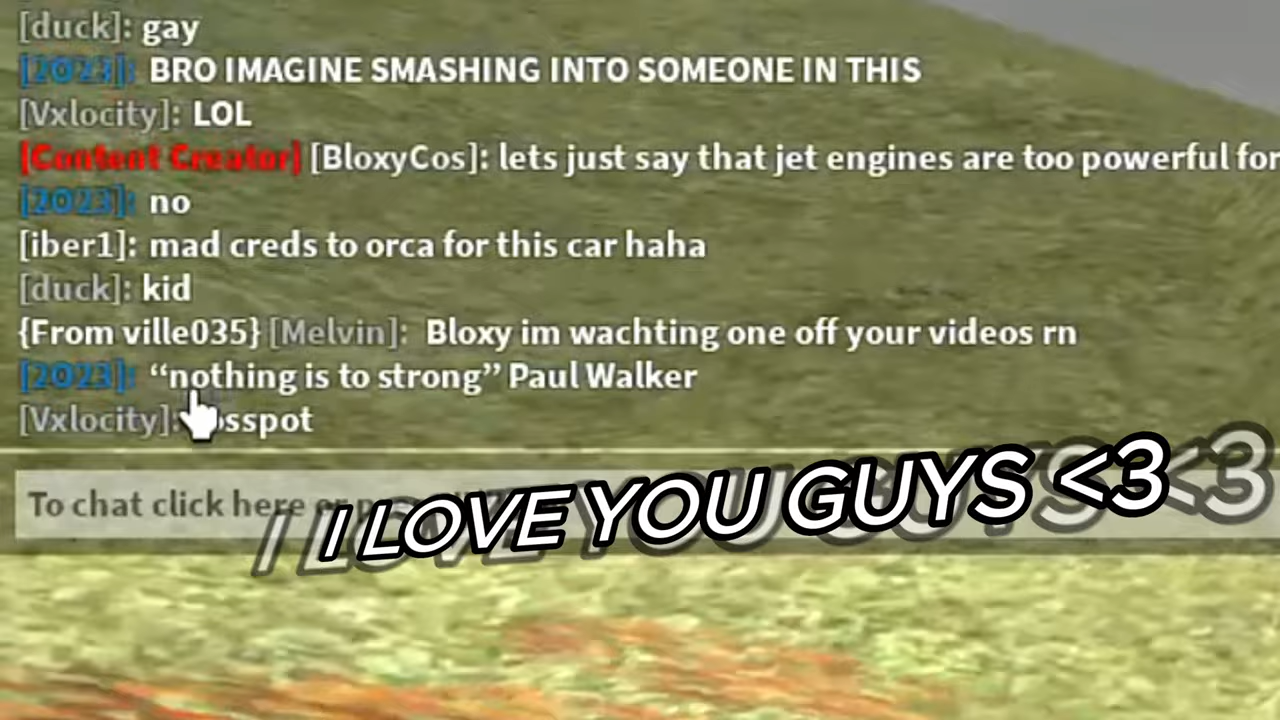 [duck]: gay
[2023]: BRO IMAGINE SMASHING INTO SOMEONE IN THIS
[Vxlocity]: LOL
[Content Creator] [BloxyCos]: lets just say that jet engines are too powerful for
[2023]: no
[iber1]: mad creds to orca for this car haha
[duck]: kid
{From ville035} [Melvin]: Bloxy im wachting one off your videos rn
[2023]: “nothing is to strong” Paul Walker
[Vxlocity]:
To chat click here or
I LOVE YOU GUYS <3